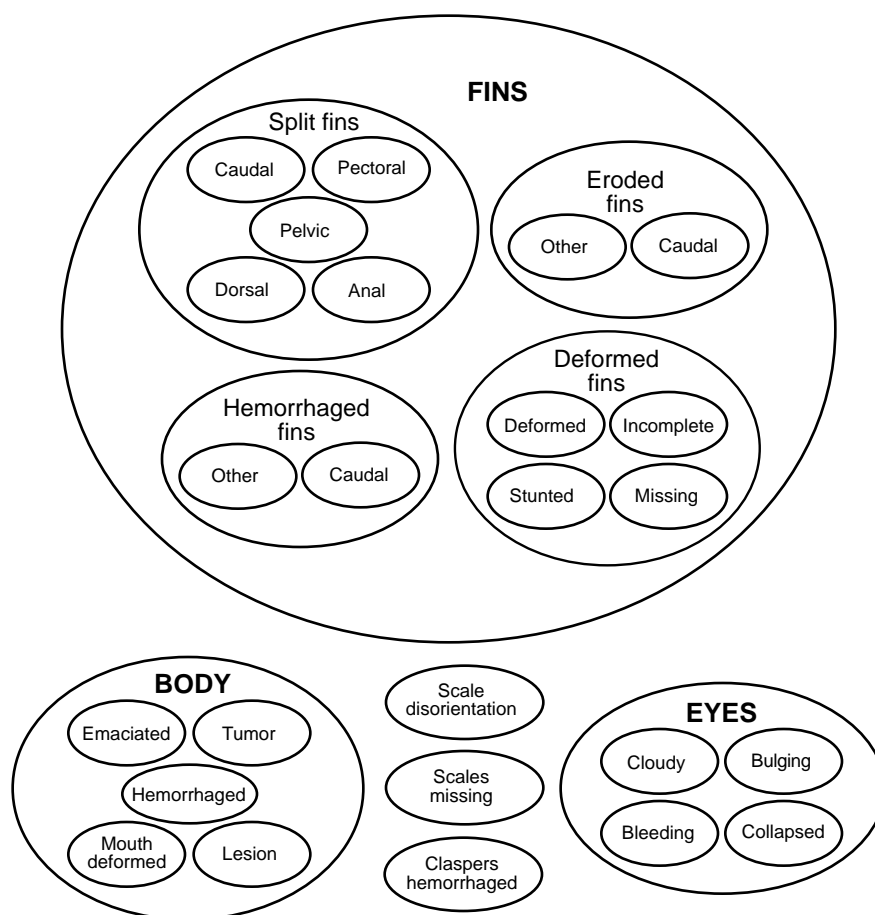 FINS
Split fins
Caudal
Pectoral
Pelvic
Dorsal
Anal
Eroded
fins
Other
Caudal
Hemorrhaged
fins
Other
Caudal
Deformed
fins
Deformed
Incomplete
Stunted
Missing
BODY
Emaciated
Tumor
Hemorrhaged
Mouth
deformed
Lesion
Scale
disorientation
Scales
missing
Claspers
hemorrhaged
EYES
Cloudy
Bulging
Bleeding
Collapsed